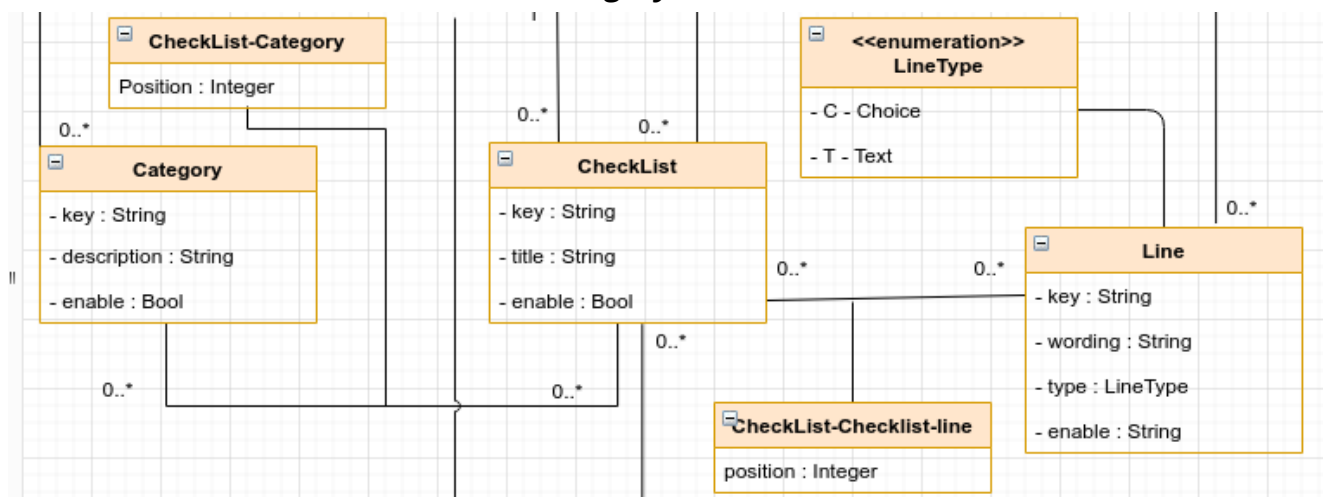 CheckList-Category
Position : Integer
<<enumeration>>
LineType
- C - Choice
- T - Text
0..*
0..*
0..*
Category
- key : String
- description : String
- enable : Bool
CheckList
- key : String
- title : String
- enable : Bool
0..*
Line
- key : String
- wording : String
- type : LineType
- enable : String
0..*
0..*
0..*
0..*
0..*
CheckList-Checklist-line
position : Integer